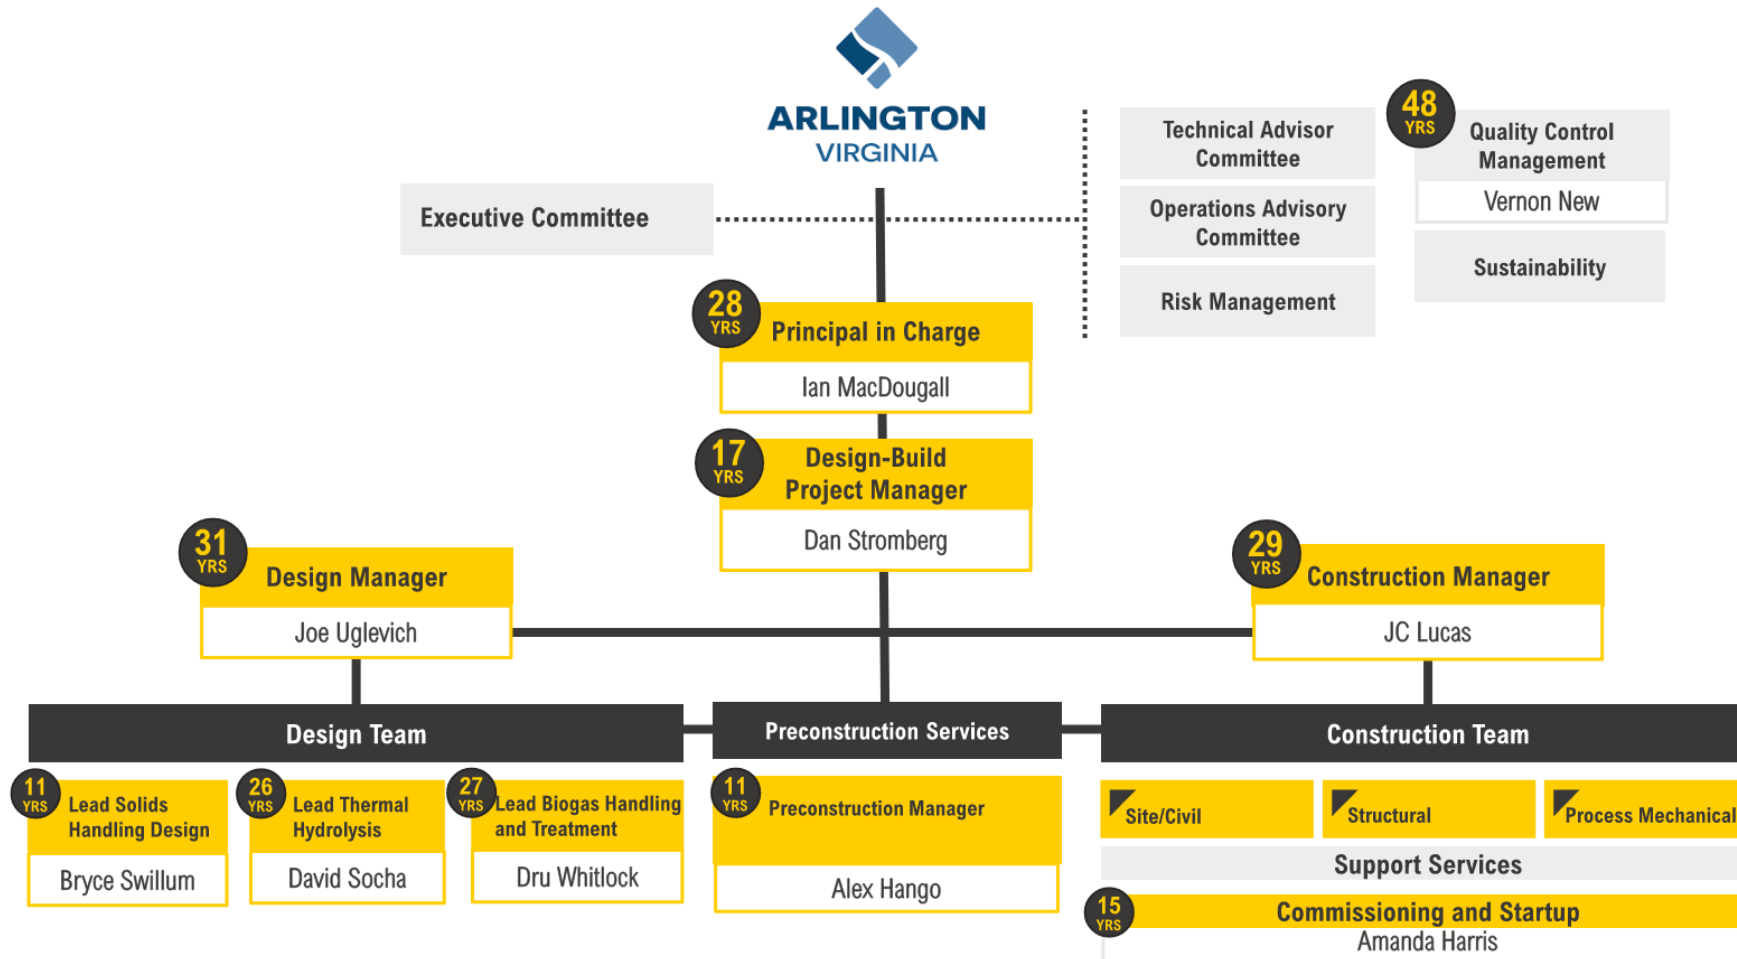 ARLINGTON
VIRGINIA
Executive Committee
Technical Advisor
Committee
Operations Advisory
Committee
Risk Management
48
YRS
Quality Control
Management
Vernon New
Sustainability
28
YRS
Principal in Charge
Ian MacDougall
17
YRS
Design-Build
Project Manager
Dan Stromberg
31
YRS
Design Manager
Joe Uglevich
29
YRS
Construction Manager
JC Lucas
Design Team
Preconstruction Services
Construction Team
11
YRS
Lead Solids
Handling Design
Bryce Swillum
26
YRS
Lead Thermal
Hydrolysis
David Socha
27
YRS
Lead Biogas Handling
and Treatment
Dru Whitlock
11
YRS
Preconstruction Manager
Alex Hango
Site/Civil
Structural
Process Mechanical
Support Services
15
YRS
Commissioning and Startup
Amanda Harris